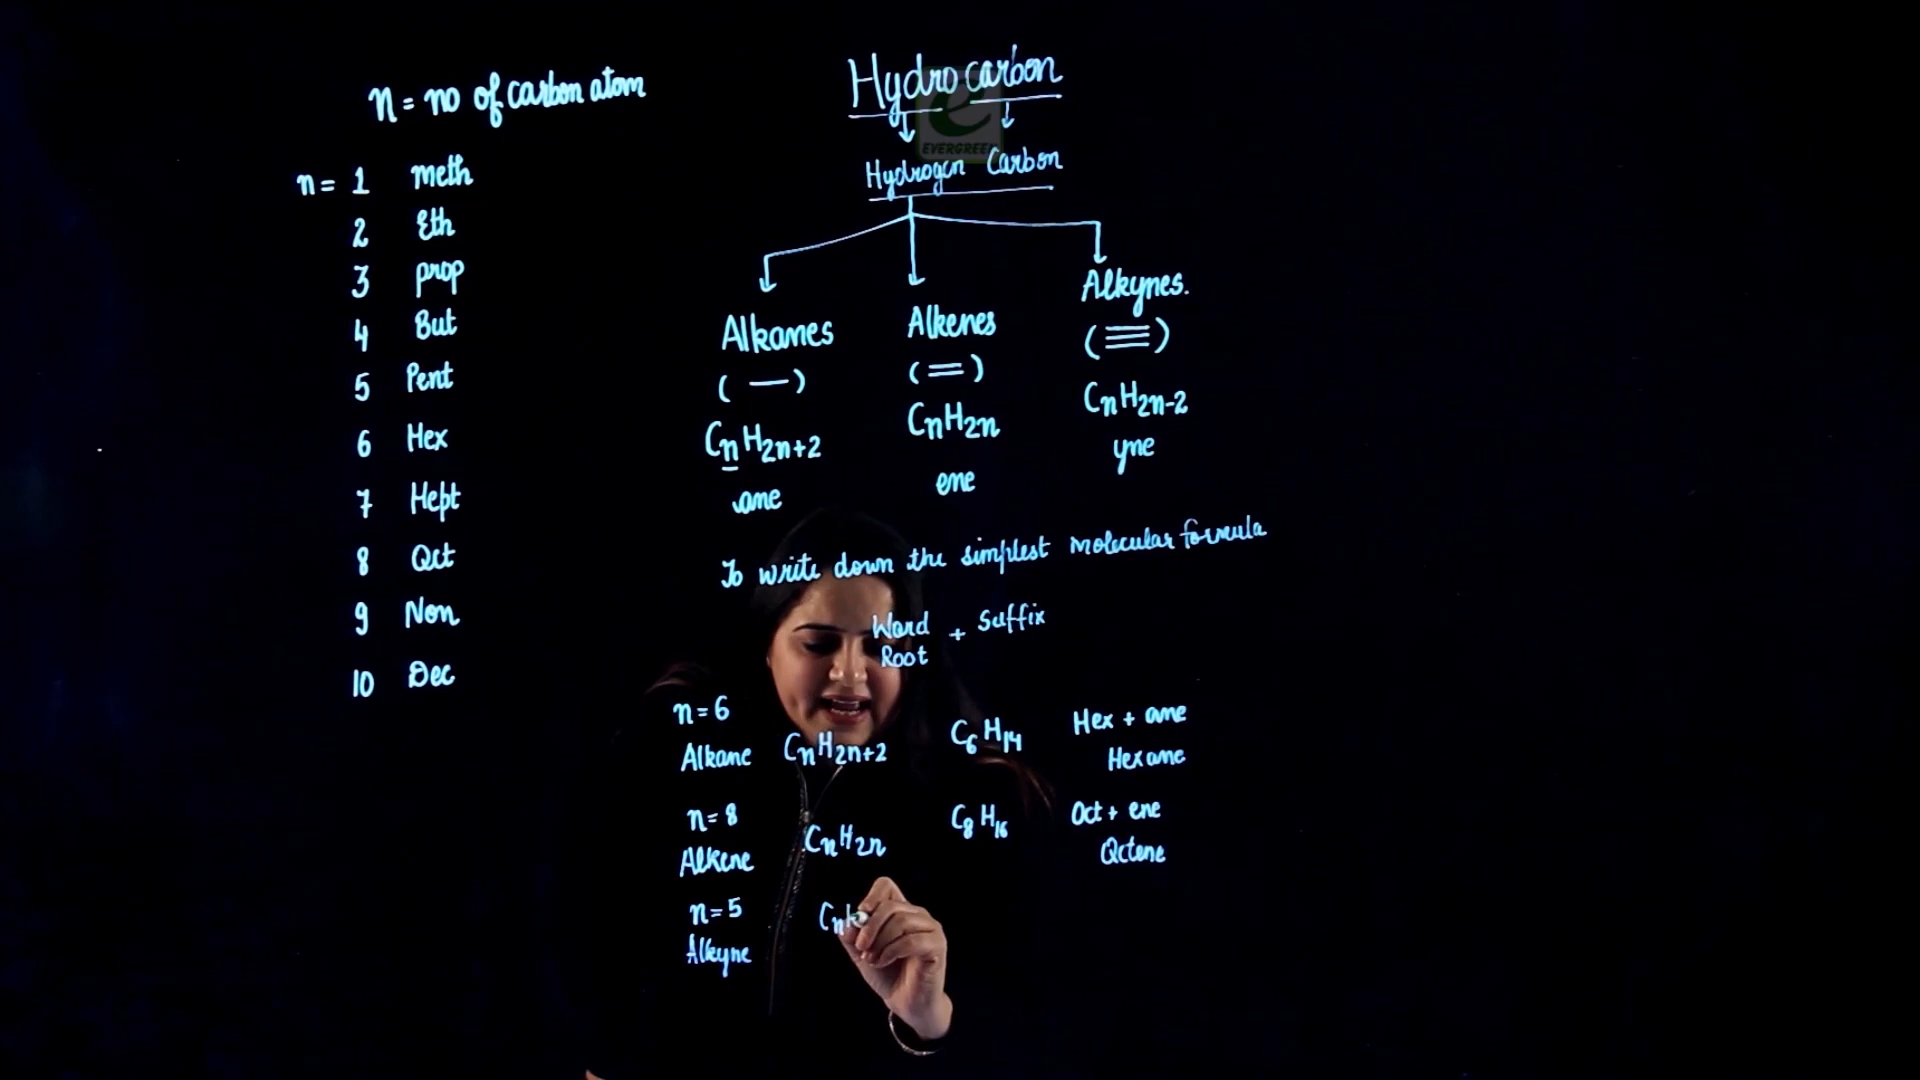 n = no of carbon atom
n = 1 meth
2 Eth
3 prop
4 But
5 Pent
6 Hex
7 Hept
8 Oct
9 Non
10 Dec
Hydrocarbon
EVERGREEN
Hydrogen Carbon
Alkanes
( — )
CnH2n+2
ane
Alkenes
( = )
CnH2n
ene
Alkynes.
( ≡ )
CnH2n-2
yne
To write down the simplest molecular formula
Word + Suffix
Root
n = 6
Alkane CnH2n+2 C6H14 Hex + ane
Hexane
n = 8
Alkene CnH2n C8H16 Oct + ene
Octene
n = 5
Alkyne Cn